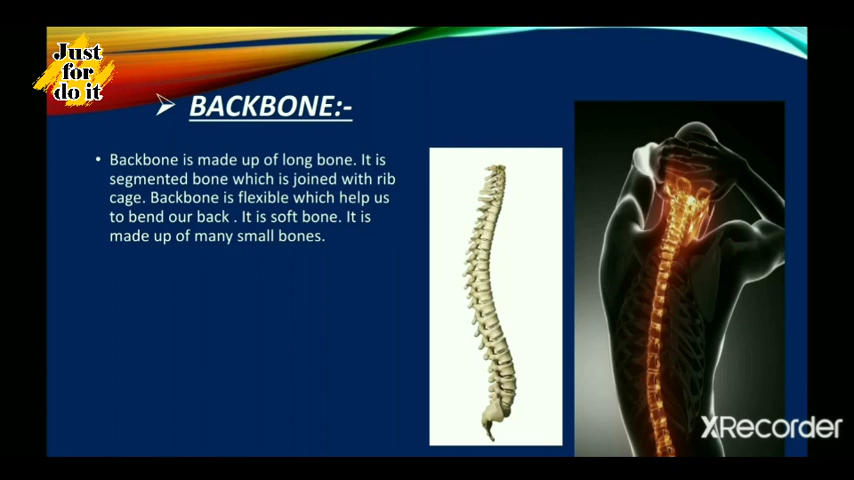 Just
for
do it
➢ BACKBONE:-
• Backbone is made up of long bone. It is
segmented bone which is joined with rib
cage. Backbone is flexible which help us
to bend our back . It is soft bone. It is
made up of many small bones.
XRecorder